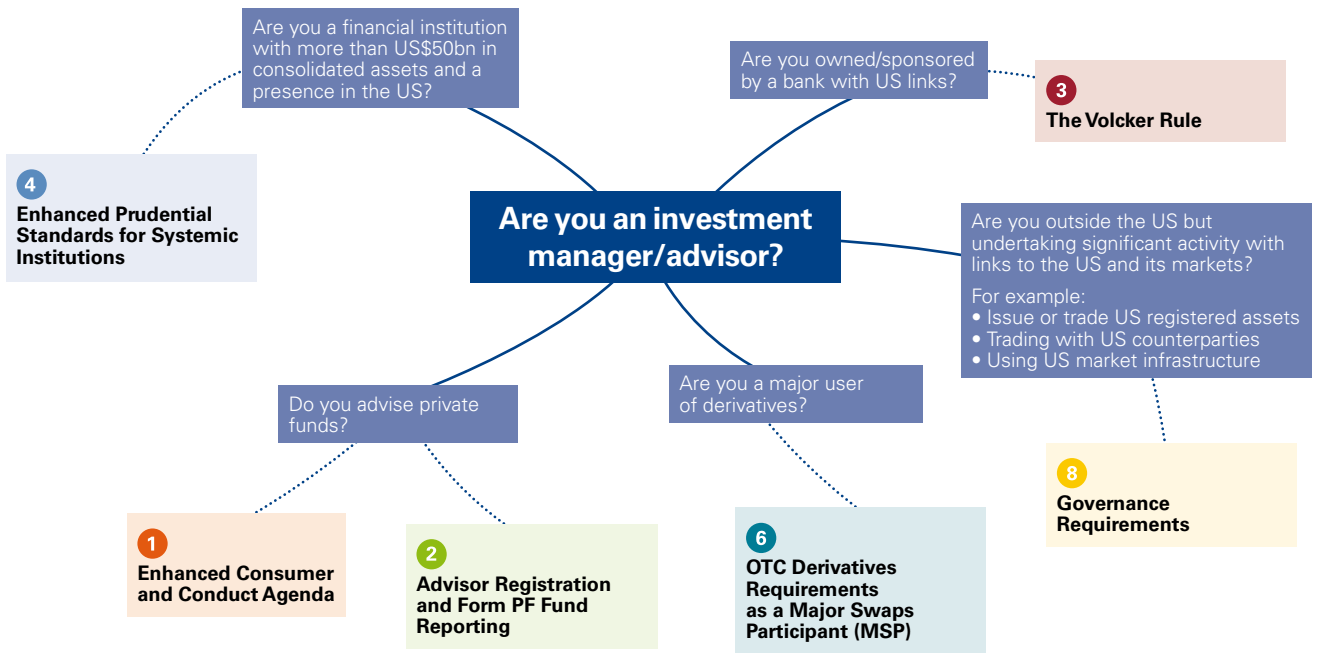 Are you a financial institution
with more than US$50bn in
consolidated assets and a
presence in the US?
Are you owned/sponsored
by a bank with US links?
3
The Volcker Rule
4
Enhanced Prudential
Standards for Systemic
Institutions
Are you an investment
manager/advisor?
Are you outside the US but
undertaking significant activity with
links to the US and its markets?
For example:
• Issue or trade US registered assets
• Trading with US counterparties
• Using US market infrastructure
Do you advise private
funds?
Are you a major user
of derivatives?
1
Enhanced Consumer
and Conduct Agenda
2
Advisor Registration
and Form PF Fund
Reporting
6
OTC Derivatives
Requirements
as a Major Swaps
Participant (MSP)
8
Governance
Requirements